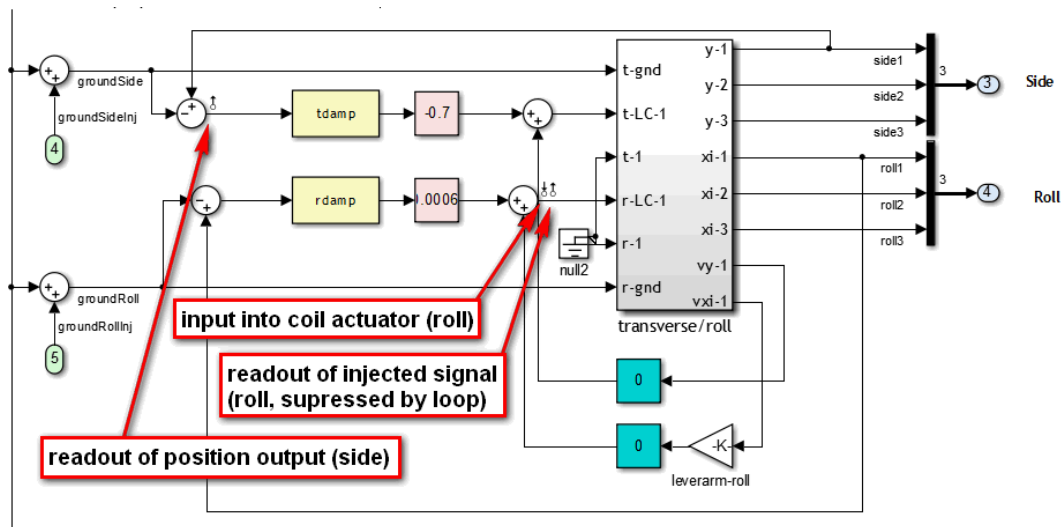 groundSide
groundSideInj
4
tdamp
-0.7
rdamp
0.0006
groundRoll
groundRollInj
5
null2
t-gnd
t-LC-1
t-1
r-LC-1
r-1
r-gnd
y-1
y-2
y-3
xi-1
xi-2
xi-3
vy-1
vxi-1
transverse/roll
side1
side2
side3
roll1
roll2
roll3
3
3
Side
3
4
Roll
input into coil actuator (roll)
readout of injected signal
(roll, supressed by loop)
readout of position output (side)
0
0
-K-
leverarm-roll